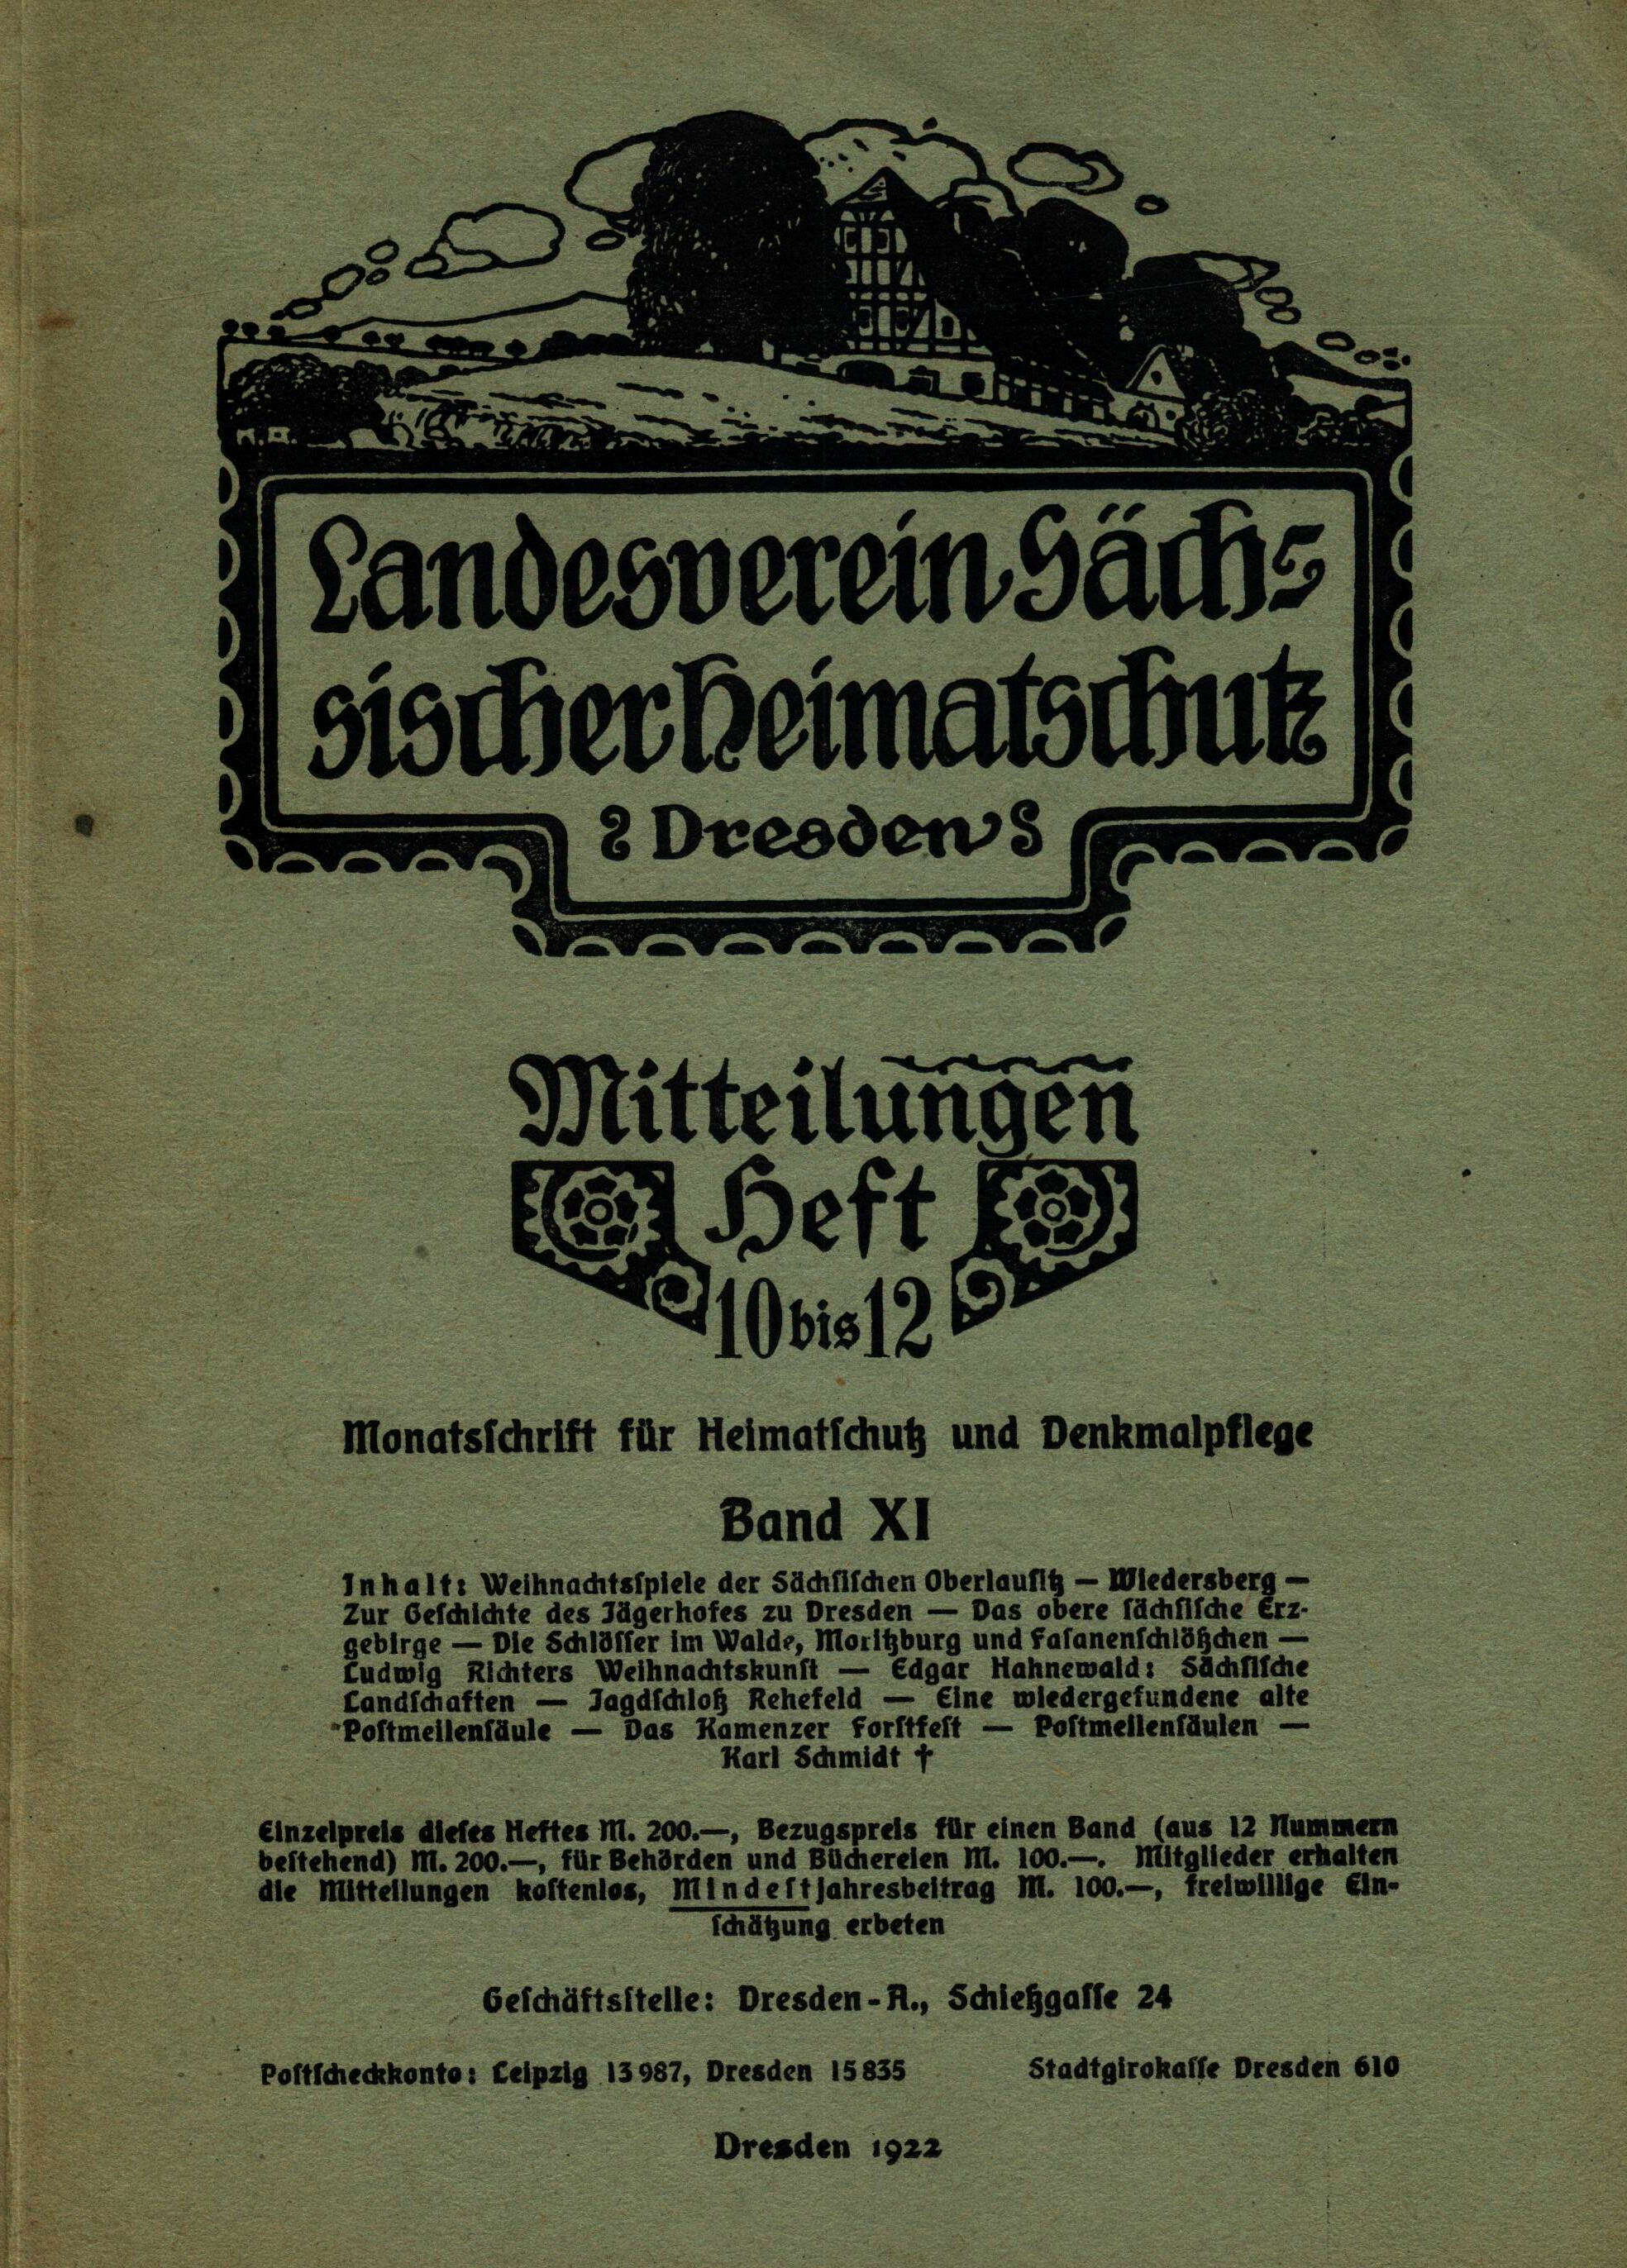 Landesverein Säch-
sischer Heimatschutz
Dresden
Mitteilungen
Heft
10 bis 12
Monatsſchrift für Heimatſchutz und Denkmalpflege
Band XI
Inhalt: Weihnachtsſpiele der Sächſiſchen Oberlauſitz — Wiedersberg —
Zur Geſchichte des Jägerhofes zu Dresden — Das obere ſächſiſche Erz-
gebirge — Die Schlöſſer im Walde, Moritzburg und Faſanenſchlößchen —
Ludwig Richters Weihnachtskunſt — Edgar Hahnewald: Sächſiſche
Landſchaften — Jagdſchloß Rehefeld — Eine wiedergefundene alte
Poſtmeilenſäule — Das Kamenzer Forſtfeſt — Poſtmeilenſäulen —
Karl Schmidt †
Einzelpreis dieſes Heftes M. 200.—, Bezugspreis für einen Band (aus 12 Nummern
beſtehend) M. 200.—, für Behörden und Büchereien M. 100.—. Mitglieder erhalten
die Mitteilungen koſtenlos, Mindeſtjahresbeitrag M. 100.—, freiwillige Ein-
ſchätzung erbeten
Geſchäftsſtelle: Dresden-A., Schießgaſſe 24
Poſtſcheckkonto: Leipzig 13987, Dresden 15835 Stadtgirokaſſe Dresden 610
Dresden 1922